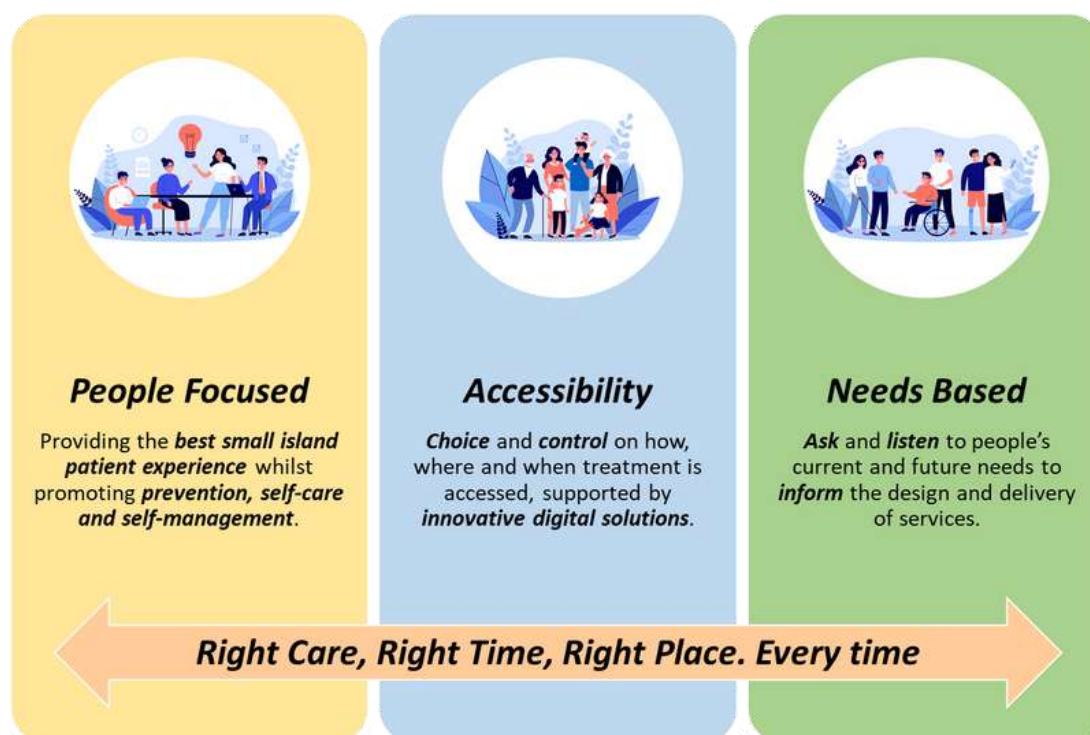 People Focused
Providing the best small island
patient experience whilst
promoting prevention, self-care
and self-management.
Accessibility
Choice and control on how,
where and when treatment is
accessed, supported by
innovative digital solutions.
Needs Based
Ask and listen to people’s
current and future needs to
inform the design and delivery
of services.
Right Care, Right Time, Right Place. Every time